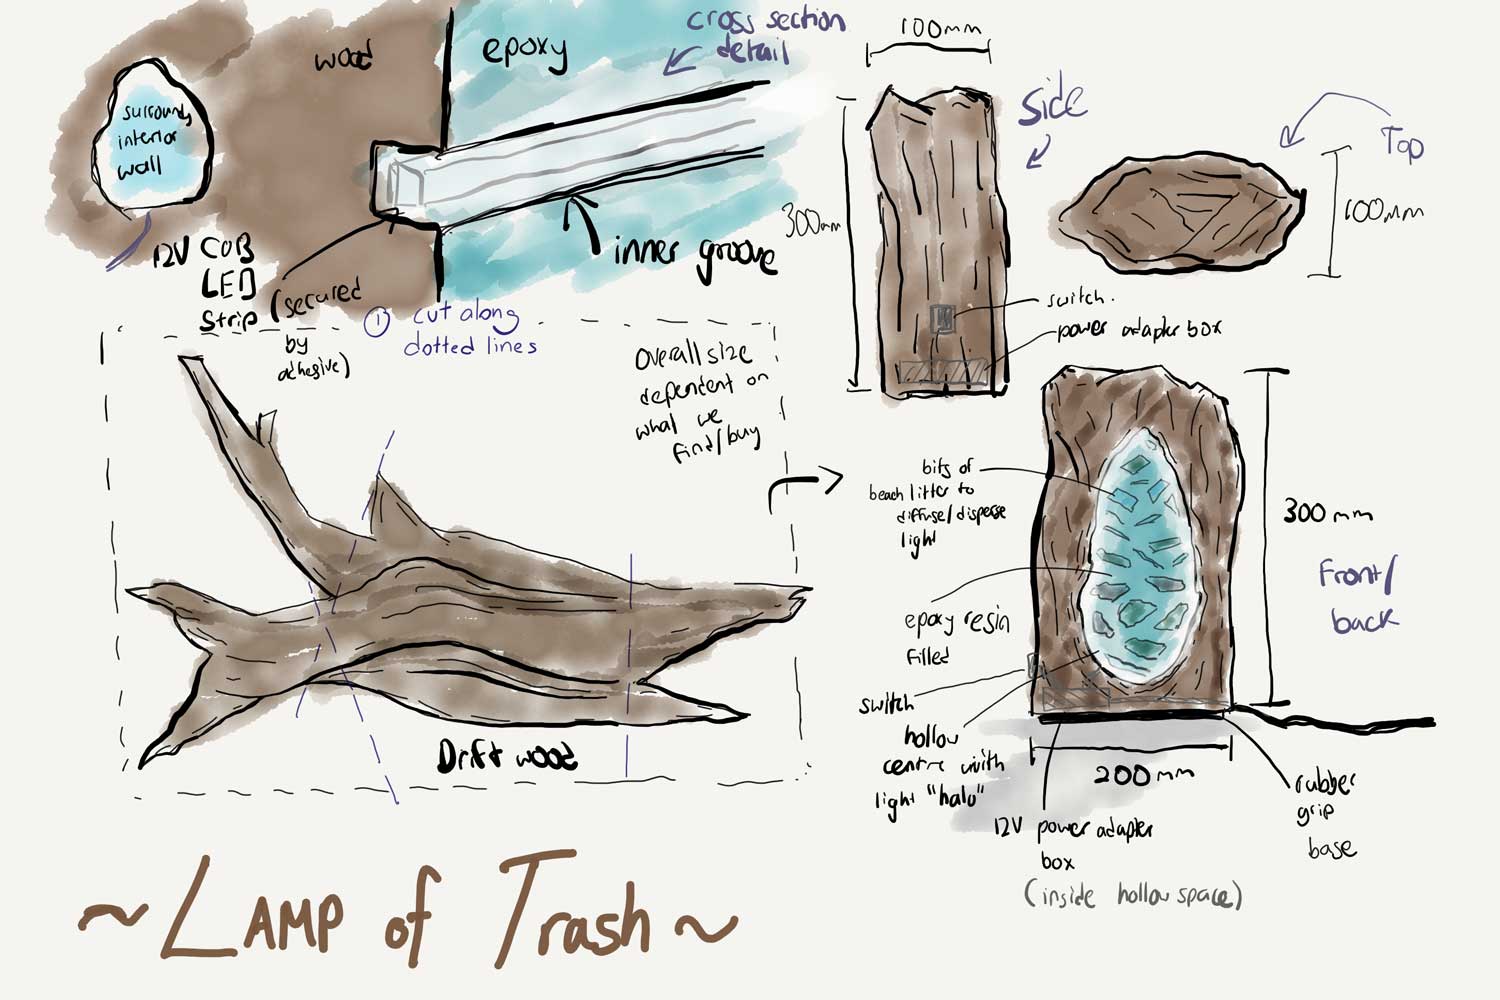 wood
epoxy
cross section
detail
surrounds
interior
wall
12V COB
LED
Strip (secured
by
adhesive)
inner groove
① cut along
dotted lines
Overall size
dependent on
what we
find/buy
Driftwood
100mm
Side
300mm
switch.
power adapter box
Top
100mm
bits of
beach litter to
diffuse/disperse
light
epoxy resin
filled
switch
hollow
centre with
light "halo"
300mm
Front/
back
200mm
12V power adapter
box
(inside hollow space)
rubber
grip
base
~ LAMP of Trash ~